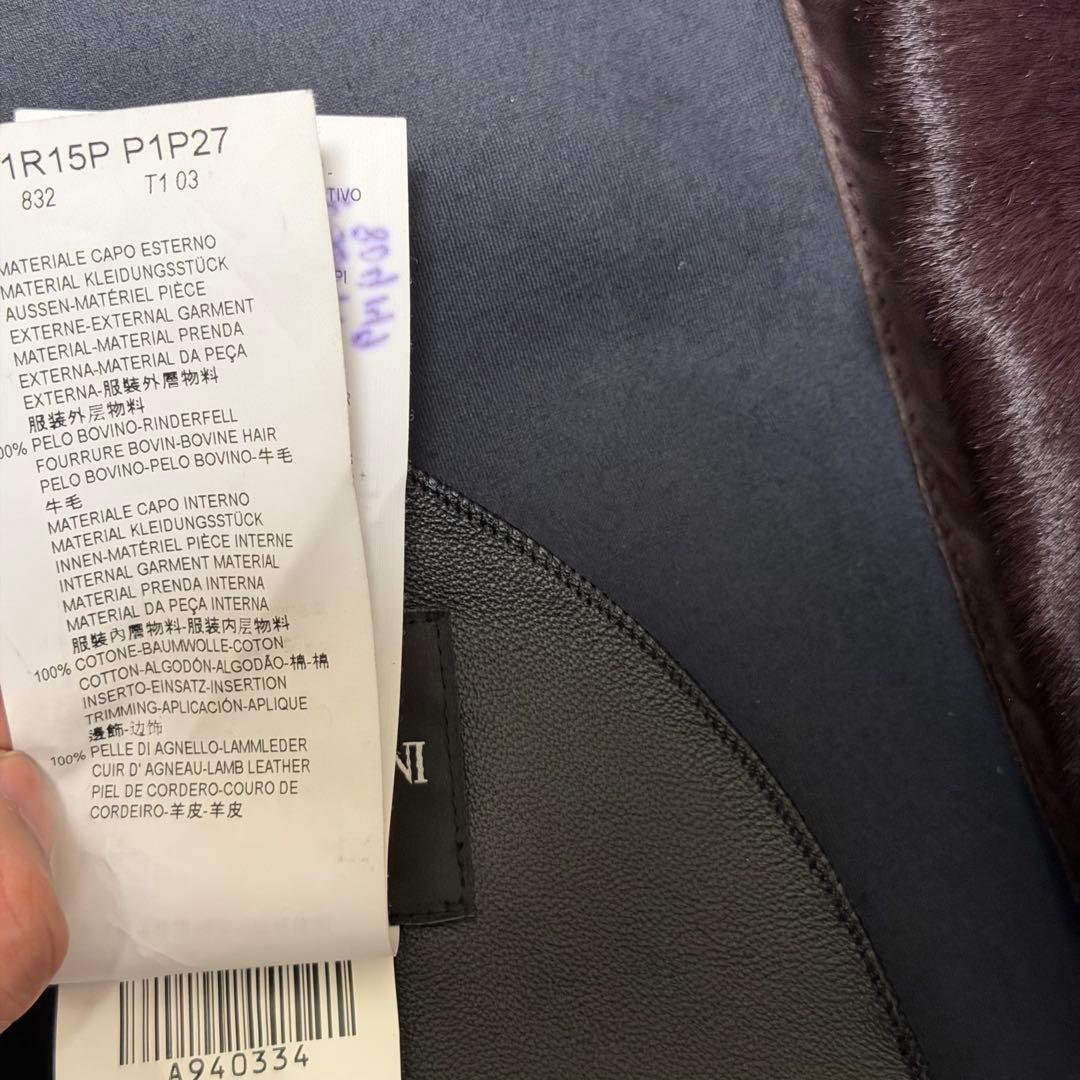 1R15P P1P27
832 T1 03
MATERIALE CAPO ESTERNO
MATERIAL KLEIDUNGSSTÜCK
AUSSEN-MATÉRIEL PIÈCE
EXTERNE-EXTERNAL GARMENT
MATERIAL-MATERIAL PRENDA
EXTERNA-MATERIAL DA PEÇA
EXTERNA-服裝外層物料
服装外层物料
00% PELO BOVINO-RINDERFELL
FOURRURE BOVIN-BOVINE HAIR
PELO BOVINO-PELO BOVINO-牛毛
牛毛
MATERIALE CAPO INTERNO
MATERIAL KLEIDUNGSSTÜCK
INNEN-MATÉRIEL PIÈCE INTERNE
INTERNAL GARMENT MATERIAL
MATERIAL PRENDA INTERNA
MATERIAL DA PEÇA INTERNA
服裝內層物料-服装内层物料
100% COTONE-BAUMWOLLE-COTON
COTTON-ALGODÓN-ALGODÃO-棉-棉
INSERTO-EINSATZ-INSERTION
TRIMMING-APLICACIÓN-APLIQUE
邊飾-边饰
100% PELLE DI AGNELLO-LAMMLEDER
CUIR D' AGNEAU-LAMB LEATHER
PIEL DE CORDERO-COURO DE
CORDEIRO-羊皮-羊皮
TIVO
PI
A940334